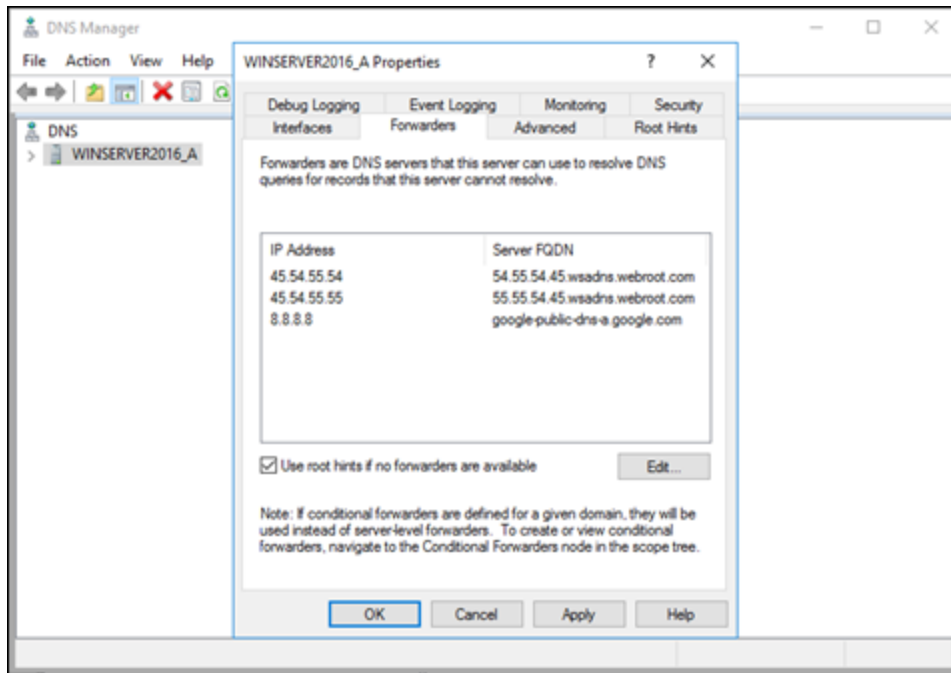 DNS Manager
File Action View Help
DNS
WINSERVER2016_A
WINSERVER2016_A Properties
?
Debug Logging Event Logging Monitoring Security
Interfaces Forwarders Advanced Root Hints
Forwarders are DNS servers that this server can use to resolve DNS
queries for records that this server cannot resolve.
IP Address Server FQDN
45.54.55.54 54.55.54.45.wsadns.webroot.com
45.54.55.55 55.55.54.45.wsadns.webroot.com
8.8.8.8 google-public-dns-a.google.com
Use root hints if no forwarders are available Edit...
Note: If conditional forwarders are defined for a given domain, they will be
used instead of server-level forwarders. To create or view conditional
forwarders, navigate to the Conditional Forwarders node in the scope tree.
OK Cancel Apply Help